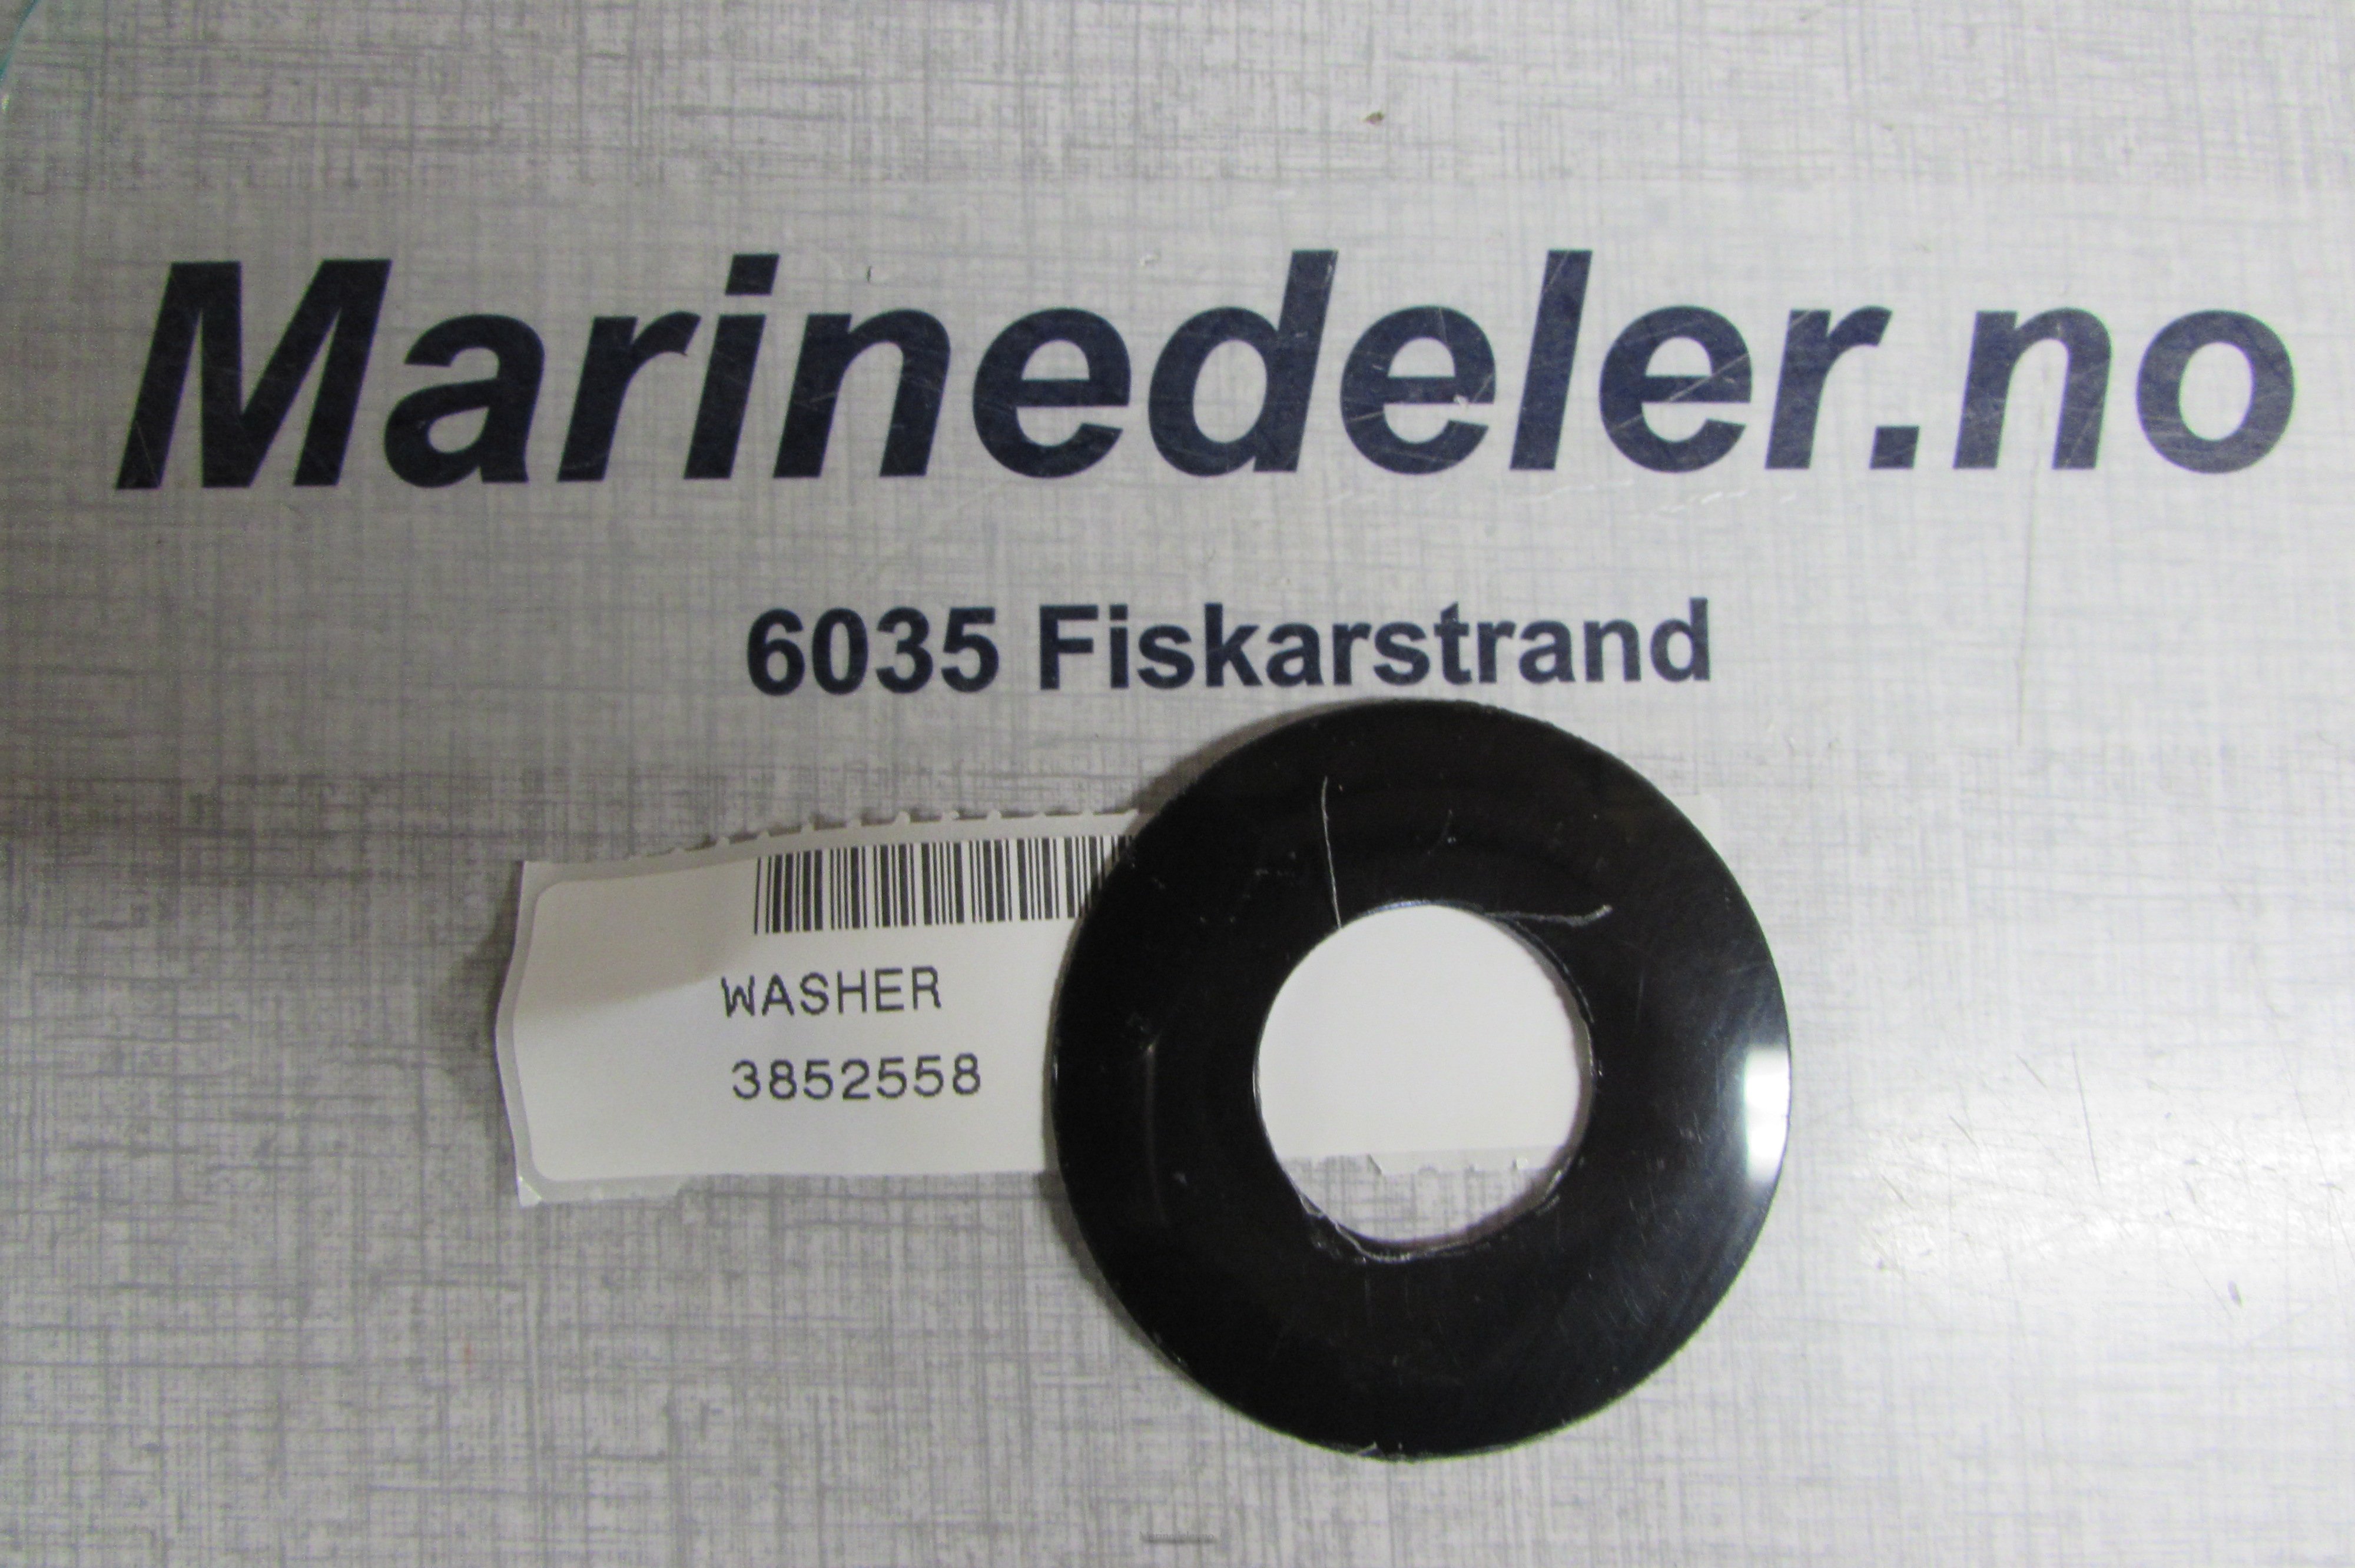 Marinedeler.no
6035 Fiskarstrand
WASHER
3852558